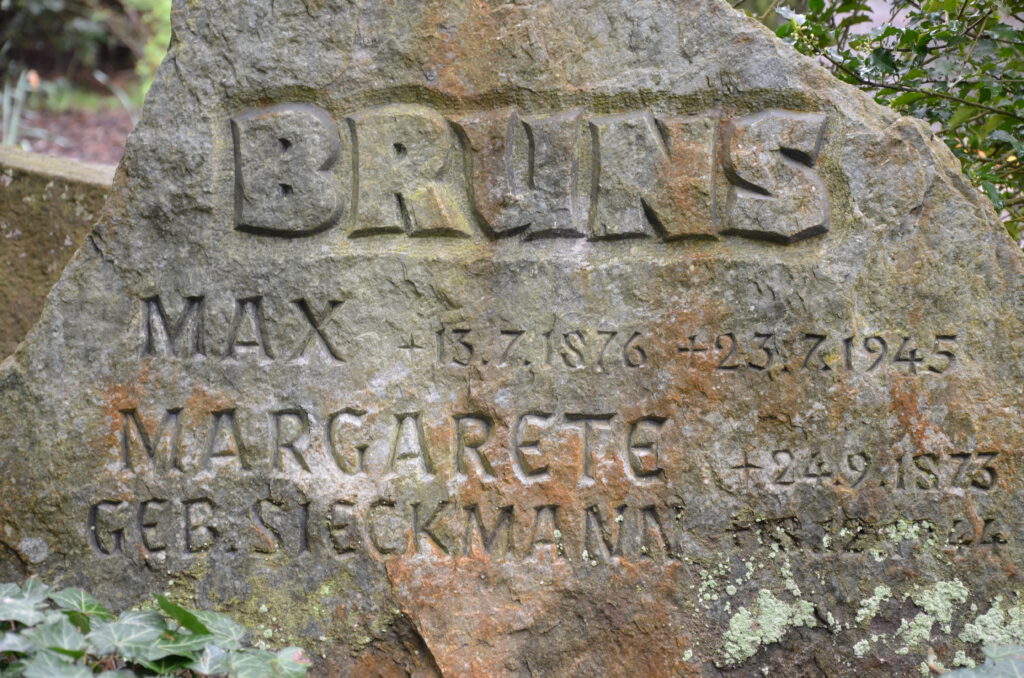 BRUNS
MAX +13.7.1876 +23.7.1945
MARGARETE +24.9.1873
GEB. SIECKMANN